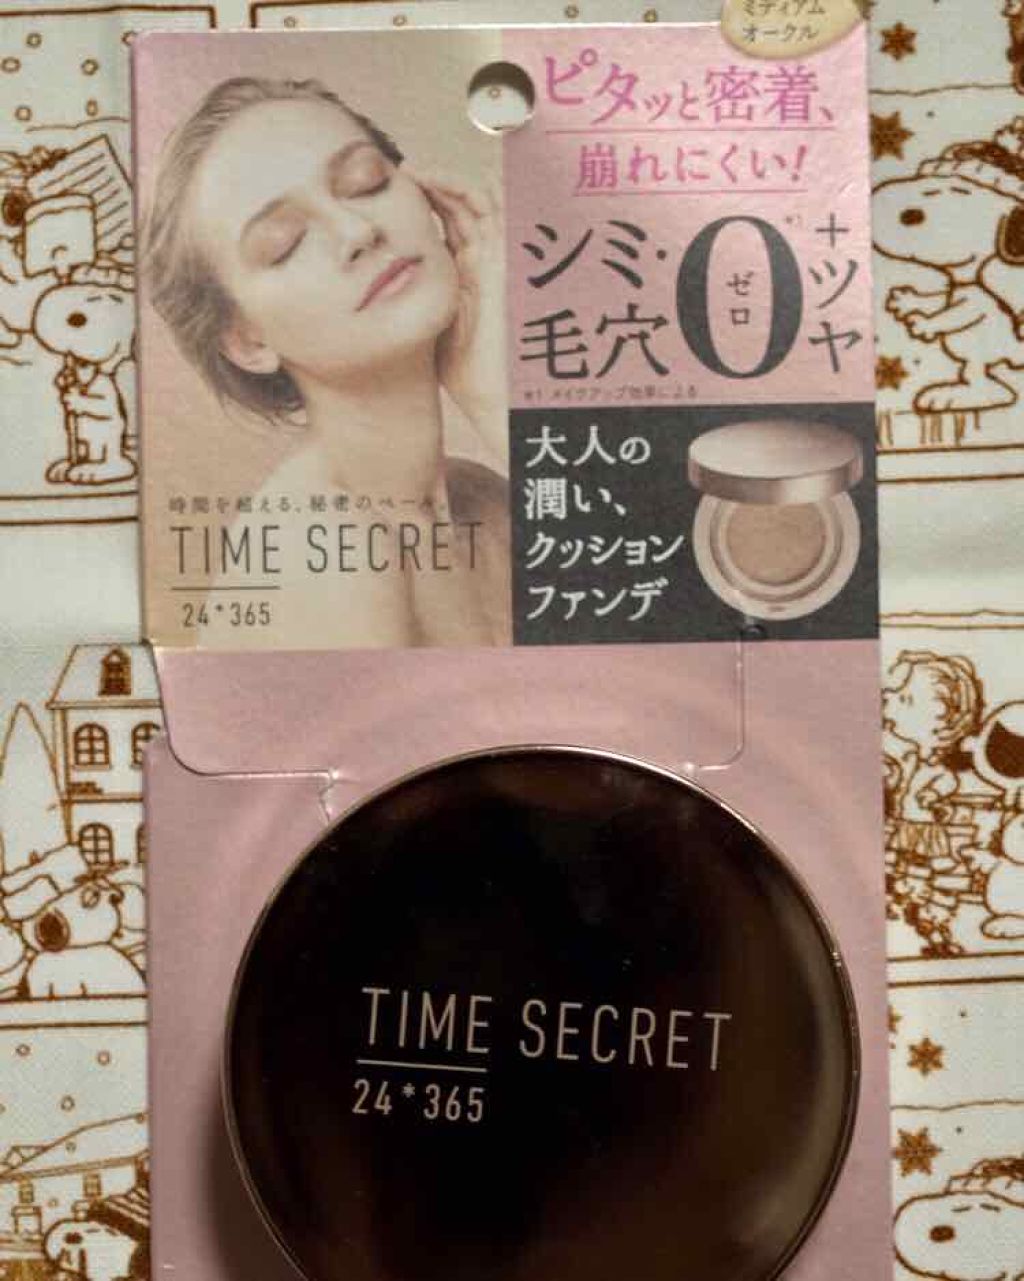 ミディアム
オークル
ピタッと密着、
崩れにくい!
シミ・
毛穴
0
ゼロ
*1
+ツヤ
*1 メイクアップ効果による
大人の
潤い、
クッション
ファンデ
時間を超える、秘密のベール。
TIME SECRET
24*365
TIME SECRET
24*365